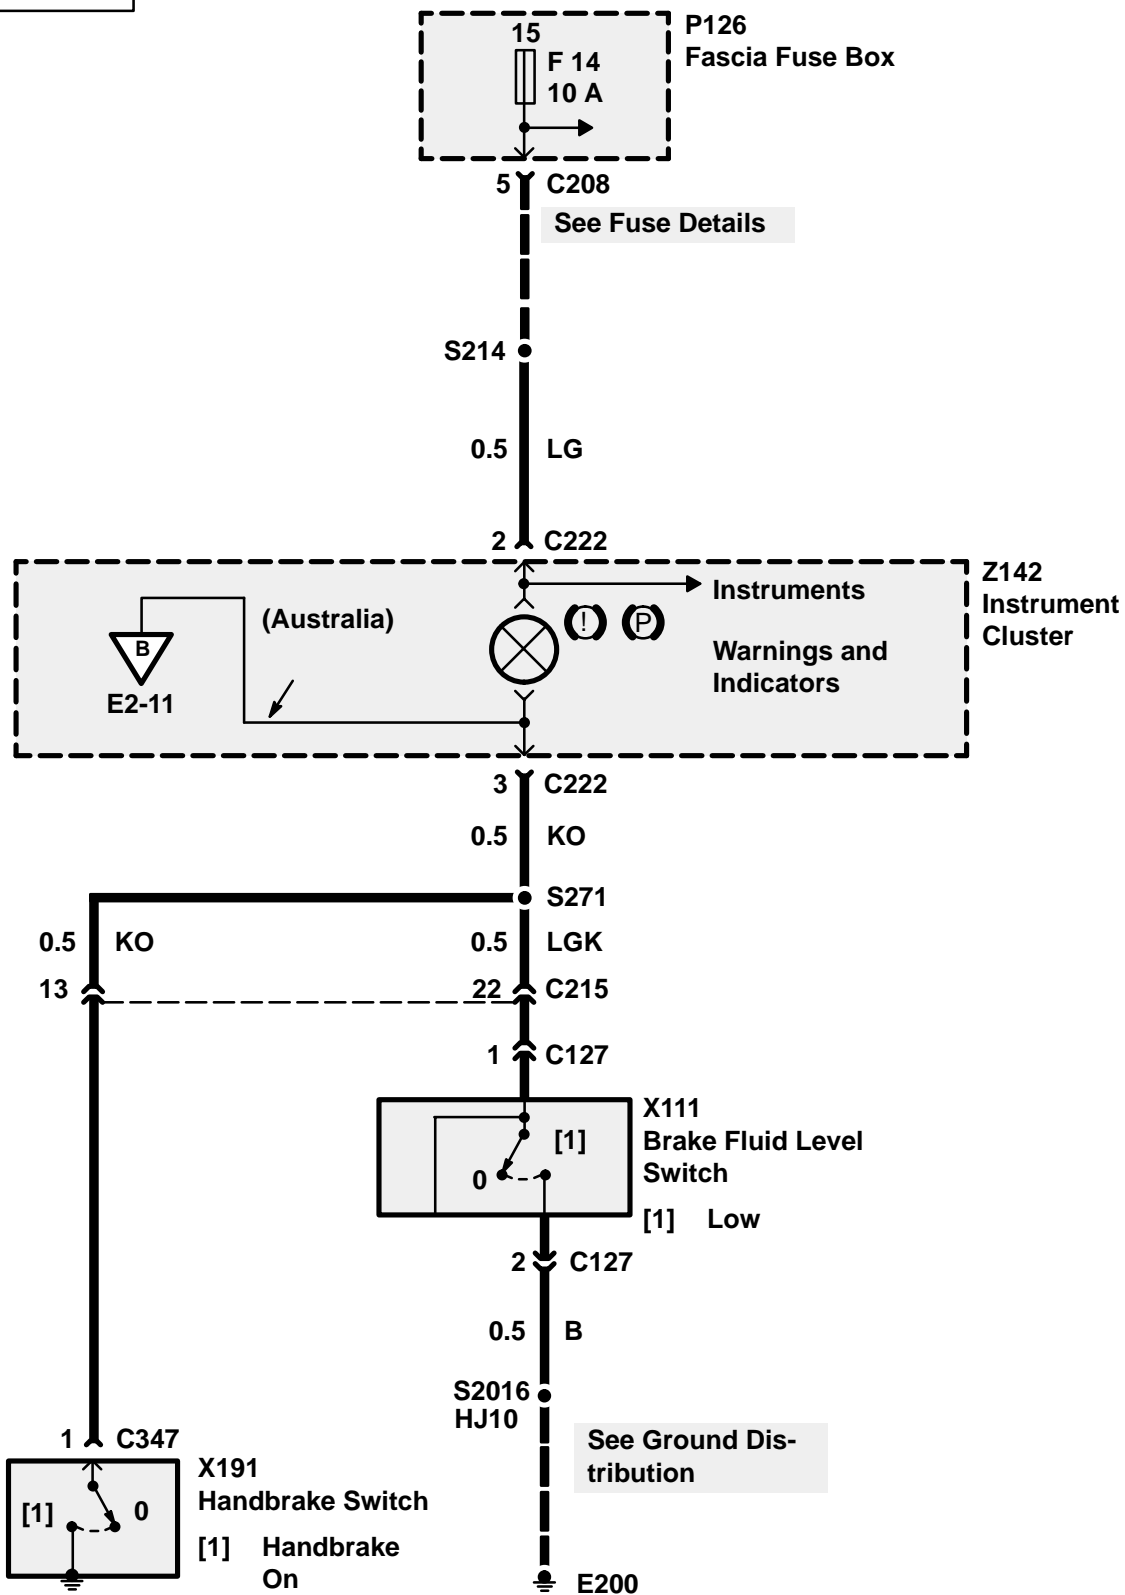 15
F 14
10 A
P126
Fascia Fuse Box
5 C208
See Fuse Details
S214
0.5 LG
2 C222
Z142
Instrument
Cluster
Instruments
(Australia)
! P
B
E2-11
Warnings and
Indicators
3 C222
0.5 KO
S271
0.5 KO
0.5 LGK
13
22 C215
1 C127
X111
Brake Fluid Level
Switch
[1] Low
[1]
0
2 C127
0.5 B
S2016
HJ10
See Ground Dis-
tribution
1 C347
X191
Handbrake Switch
[1] Handbrake
On
[1] 0
E200